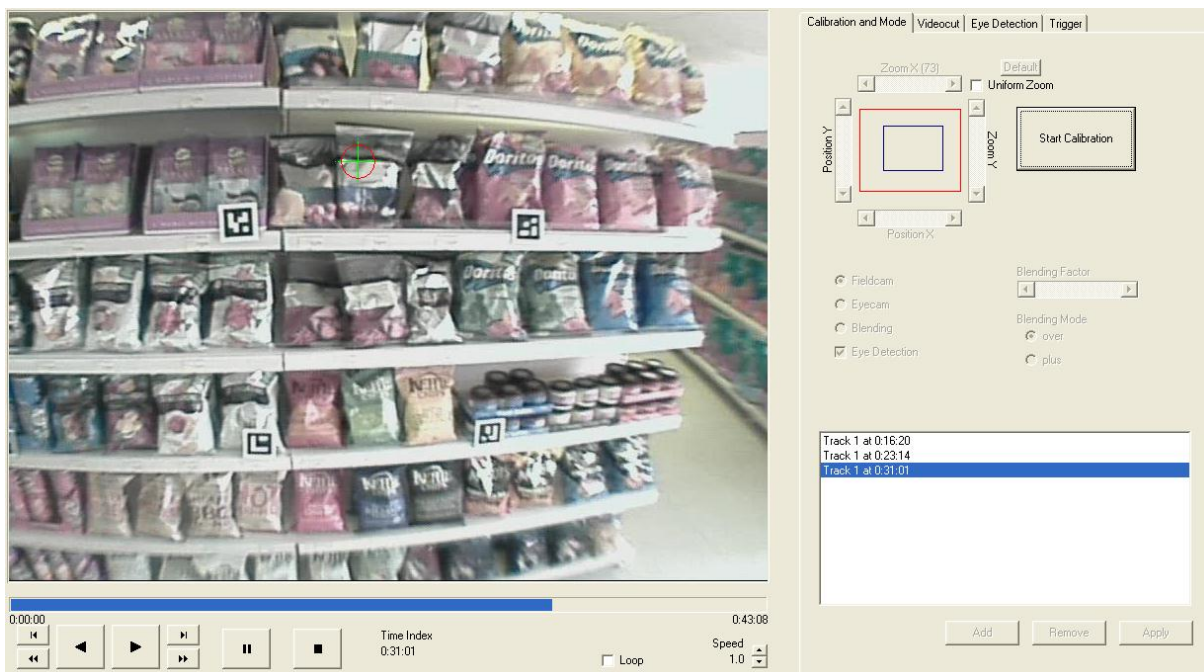 Calibration and Mode
Videocut
Eye Detection
Trigger
Zoom X (73)
Default
Uniform Zoom
Position Y
Zoom Y
Start Calibration
Position X
Fieldcam
Eyecam
Blending
Eye Detection
Blending Factor
Blending Mode
over
plus
Track 1 at 0:16:20
Track 1 at 0:23:14
Track 1 at 0:31:01
Add
Remove
Apply
Doritos
Doritos
Doritos
Doritos
KETTLE
KETTLE
KETTLE
0:00:00
0:43:08
Time Index
0:31:01
Loop
Speed
1.0